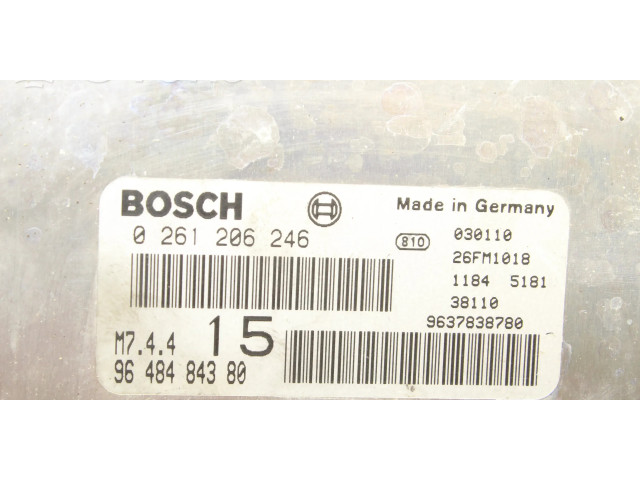 BOSCH
Made in Germany
0 261 206 246
810
030110
26FM1018
1184 5181
38110
9637838780
M7.4.4
15
96 484 843 80